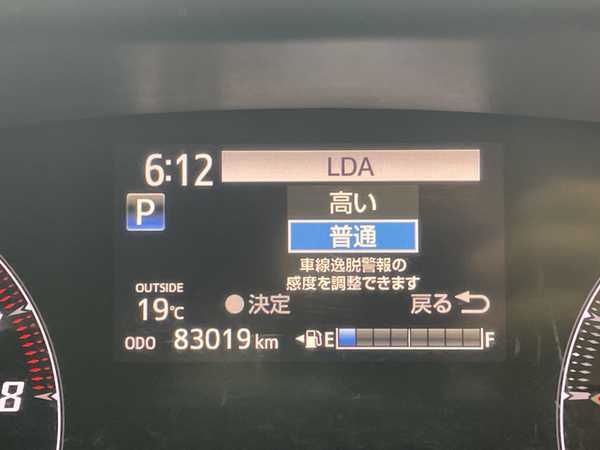 6:12 LDA
P 高い
普通
車線逸脱警報の
感度を調整できます
OUTSIDE
19℃ 決定 戻る
ODO 83019 km E F
8